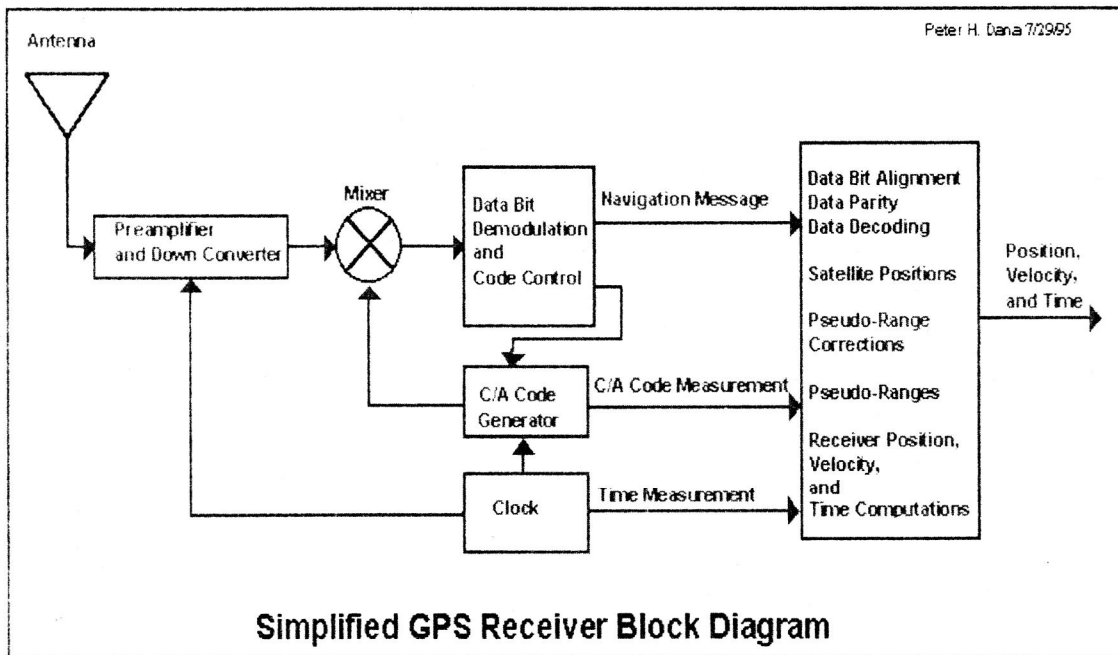 Peter H. Dana 7/29/95
Antenna
Mixer
Preamplifier
and Down Converter
Data Bit
Demodulation
and
Code Control
Navigation Message
C/A Code
Generator
C/A Code Measurement
Clock
Time Measurement
Data Bit Alignment
Data Parity
Data Decoding
Satellite Positions
Pseudo-Range
Corrections
Pseudo-Ranges
Receiver Position,
Velocity,
and
Time Computations
Position,
Velocity,
and Time
Simplified GPS Receiver Block Diagram